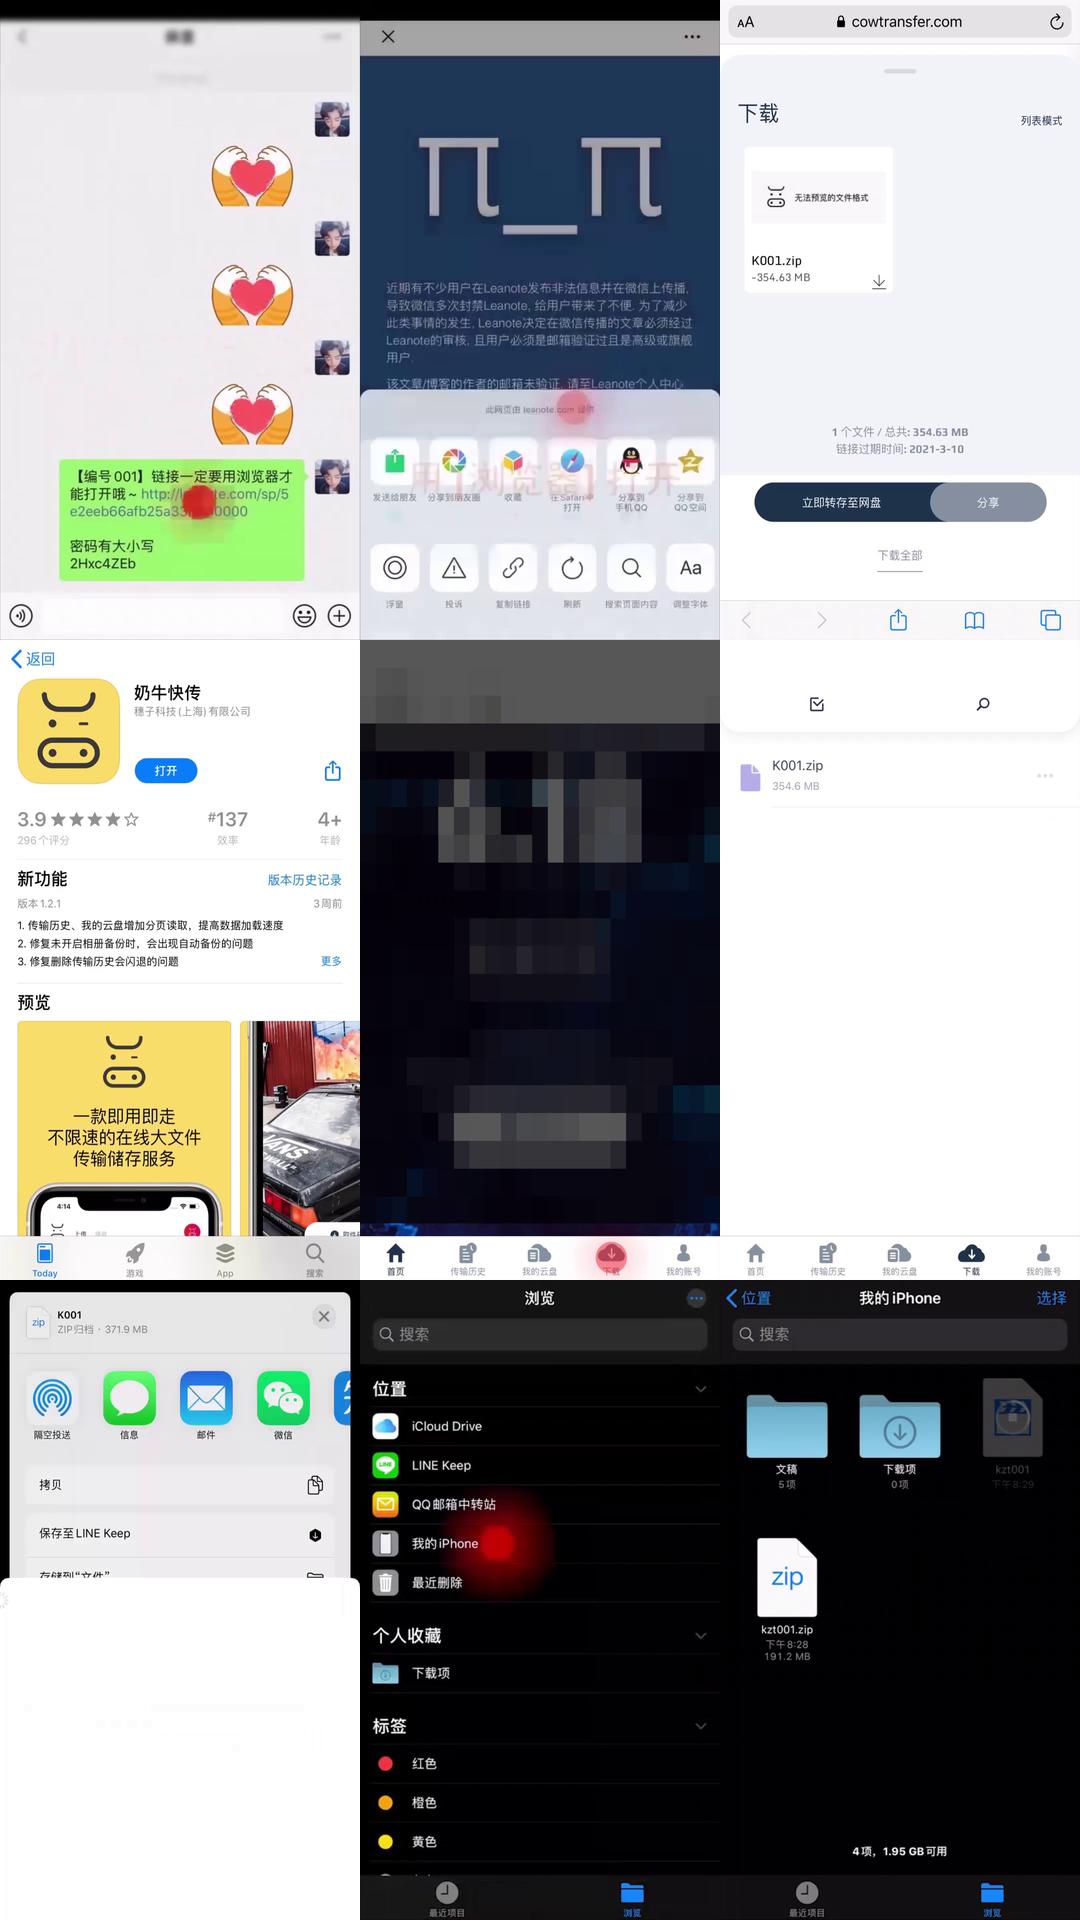 【编号001】链接一定要用浏览器才
能打开哦~ http://le
e.com/sp/5
e2eeb66afb25a33
0000
密码有大小写
2Hxc4ZEb
π_π
近期有不少用户在Leanote发布非法信息并在微信上传播,
导致微信多次封禁Leanote, 给用户带来了不便. 为了减少
此类事情的发生, Leanote决定在微信传播的文章必须经过
Leanote的审核, 且用户必须是邮箱验证过且是高级或旗舰
用户.
该文章/博客的作者的邮箱未验证, 请至Leanote个人中心
此网页由 leanote.com 提供
用「浏览器」打开
发送给朋友
分享到朋友圈
收藏
在Safari中
打开
分享到
手机QQ
分享到
QQ空间
浮窗
投诉
复制链接
刷新
搜索页面内容
Aa
调整字体
AA
cowtransfer.com
下载
列表模式
无法预览的文件格式
K001.zip
-354.63 MB
1 个文件 / 总共: 354.63 MB
链接过期时间: 2021-3-10
立即转存至网盘
分享
下载全部
返回
奶牛快传
穗子科技(上海)有限公司
打开
3.9★★★★☆
296个评分
#137
效率
4+
年龄
新功能
版本历史记录
版本 1.2.1
3周前
1. 传输历史、我的云盘增加分页读取，提高数据加载速度
2. 修复未开启相册备份时，会出现自动备份的问题
3. 修复删除传输历史会闪退的问题
更多
预览
一款即用即走
不限速的在线大文件
传输储存服务
4:14
上传
VANS
Today
游戏
App
搜索
首页
传输历史
我的云盘
下载
我的账号
K001.zip
354.6 MB
首页
传输历史
我的云盘
下载
我的账号
zip
K001
ZIP归档 · 371.9 MB
隔空投送
信息
邮件
微信
拷贝
保存至 LINE Keep
存储到“文件”
浏览
搜索
位置
iCloud Drive
LINE Keep
QQ邮箱中转站
我的iPhone
最近删除
个人收藏
下载项
标签
红色
橙色
黄色
最近项目
浏览
位置
我的 iPhone
选择
搜索
文稿
5项
下载项
0项
kzt001
下午8:29
zip
kzt001.zip
下午8:28
191.2 MB
4项，1.95 GB可用
最近项目
浏览